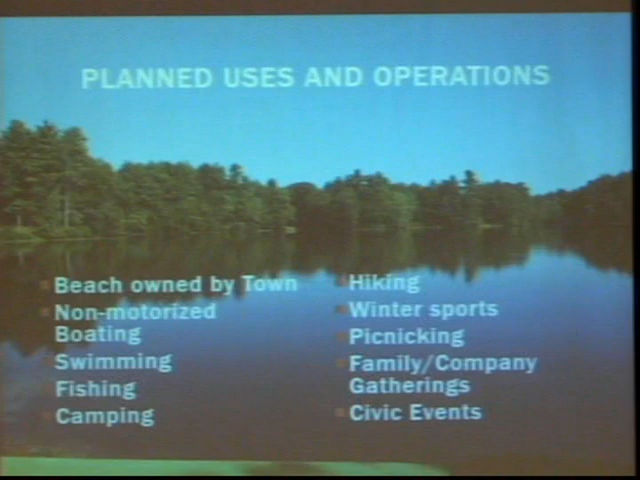 PLANNED USES AND OPERATIONS
Beach owned by Town
Non-motorized
Boating
Swimming
Fishing
Camping
Hiking
Winter sports
Picnicking
Family/Company
Gatherings
Civic Events